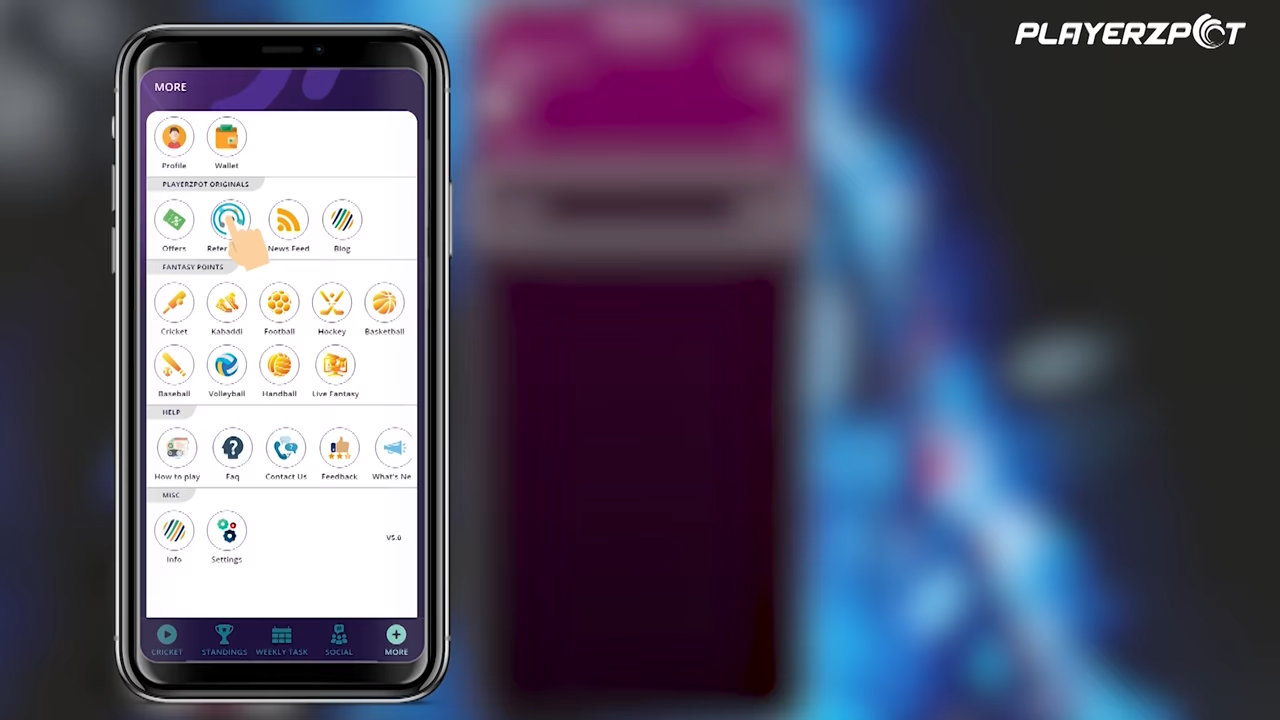 PLAYERZPOT
MORE
Profile Wallet
PLAYERZPOT ORIGINALS
Offers Refer News Feed Blog
FANTASY POINTS
Cricket Kabaddi Football Hockey Basketball
Baseball Volleyball Handball Live Fantasy
HELP
How to play Faq Contact Us Feedback What's Ne
MISC
V5.0
Info Settings
CRICKET STANDINGS WEEKLY TASK SOCIAL MORE